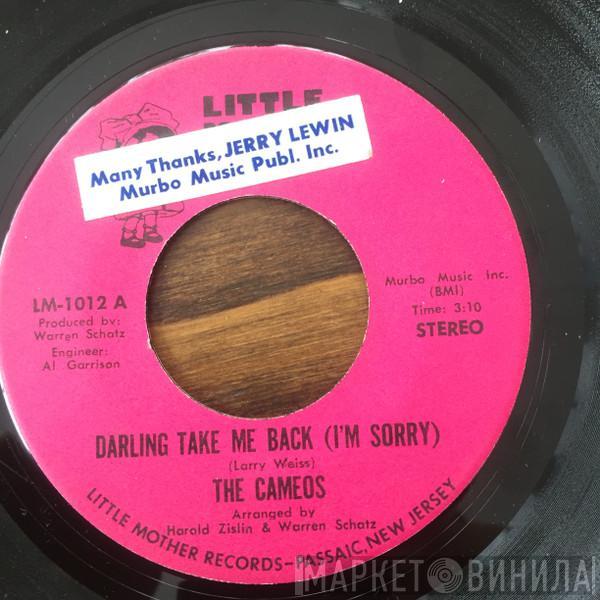 LITTLE
Many Thanks, JERRY LEWIN
Murbo Music Publ. Inc.
LM-1012 A
Produced by:
Warren Schatz
Engineer:
Al Garrison
Murbo Music Inc.
(BMI)
Time: 3:10
STEREO
DARLING TAKE ME BACK (I'M SORRY)
(Larry Weiss)
THE CAMEOS
Arranged by
Harold Zislin & Warren Schatz
LITTLE MOTHER RECORDS-PASSAIC, NEW JERSEY
МАРКЕТ ВИНИЛА